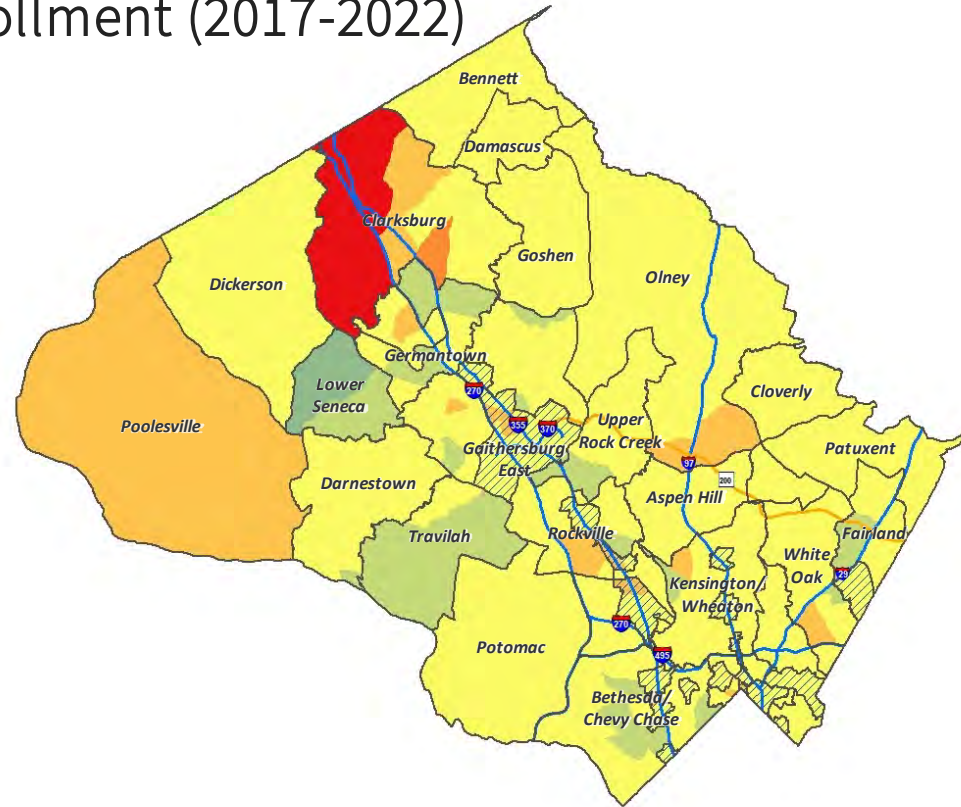 ollment (2017-2022)
Bennett
Damascus
Clarksburg
Goshen
Dickerson
Olney
Germantown
Lower
Seneca
270
Cloverly
Poolesville
355
370
Upper
Rock Creek
Gaithersburg
East
Patuxent
97
200
Darnestown
Aspen Hill
Travilah
Rockville
Fairland
White
Oak
29
Kensington/
Wheaton
270
Potomac
495
Bethesda/
Chevy Chase